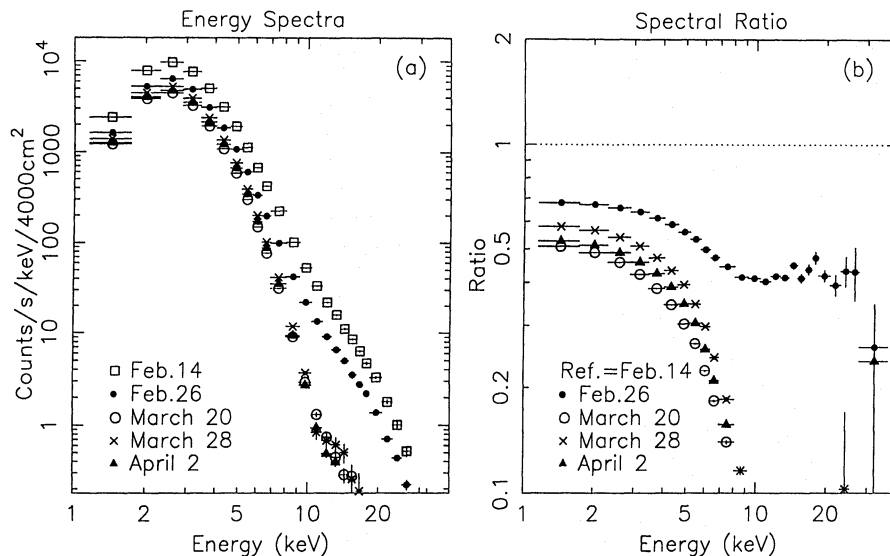 Energy Spectra
(a)
10⁴
1000
100
10
1
Counts/s/keV/4000cm²
Feb.14
Feb.26
March 20
March 28
April 2
1 2 5 10 20
Energy (keV)
Spectral Ratio
(b)
2
1
0.5
0.2
0.1
Ratio
Ref.=Feb.14
Feb.26
March 20
March 28
April 2
1 2 5 10 20
Energy (keV)